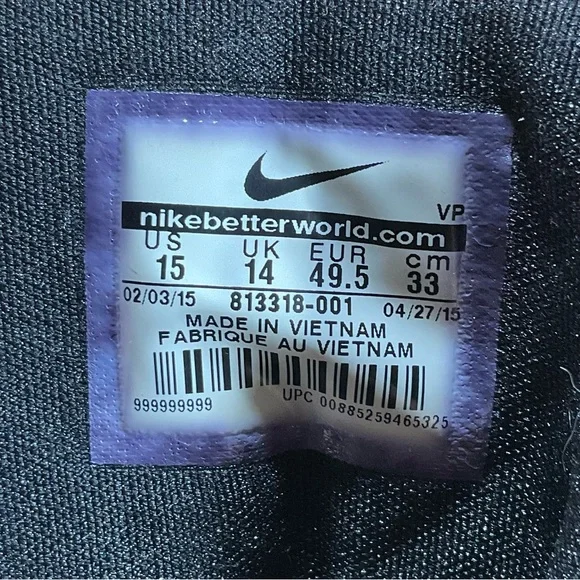 VP
nikebetterworld.com
US UK EUR cm
15 14 49.5 33
02/03/15 813318-001 04/27/15
MADE IN VIETNAM
FABRIQUE AU VIETNAM
999999999 UPC 00885259465325